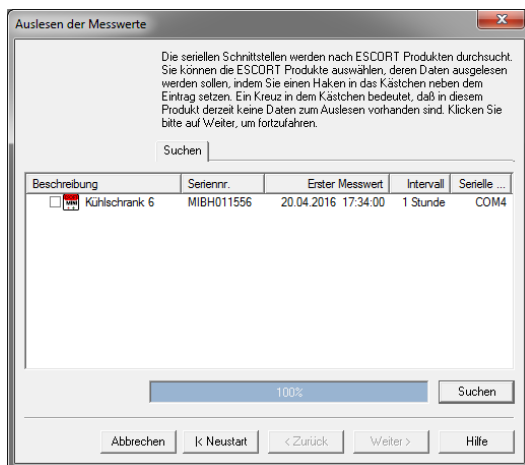 Auslesen der Messwerte
Die seriellen Schnittstellen werden nach ESCORT Produkten durchsucht.
Sie können die ESCORT Produkte auswählen, deren Daten ausgelesen
werden sollen, indem Sie einen Haken in das Kästchen neben dem
Eintrag setzen. Ein Kreuz in dem Kästchen bedeutet, daß in diesem
Produkt derzeit keine Daten zum Auslesen vorhanden sind. Klicken Sie
bitte auf Weiter, um fortzufahren.
Suchen
Beschreibung Seriennr. Erster Messwert Intervall Serielle ...
MINI Kühlschrank 6 MIBH011556 20.04.2016 17:34:00 1 Stunde COM4
100% Suchen
Abbrechen |< Neustart < Zurück Weiter > Hilfe